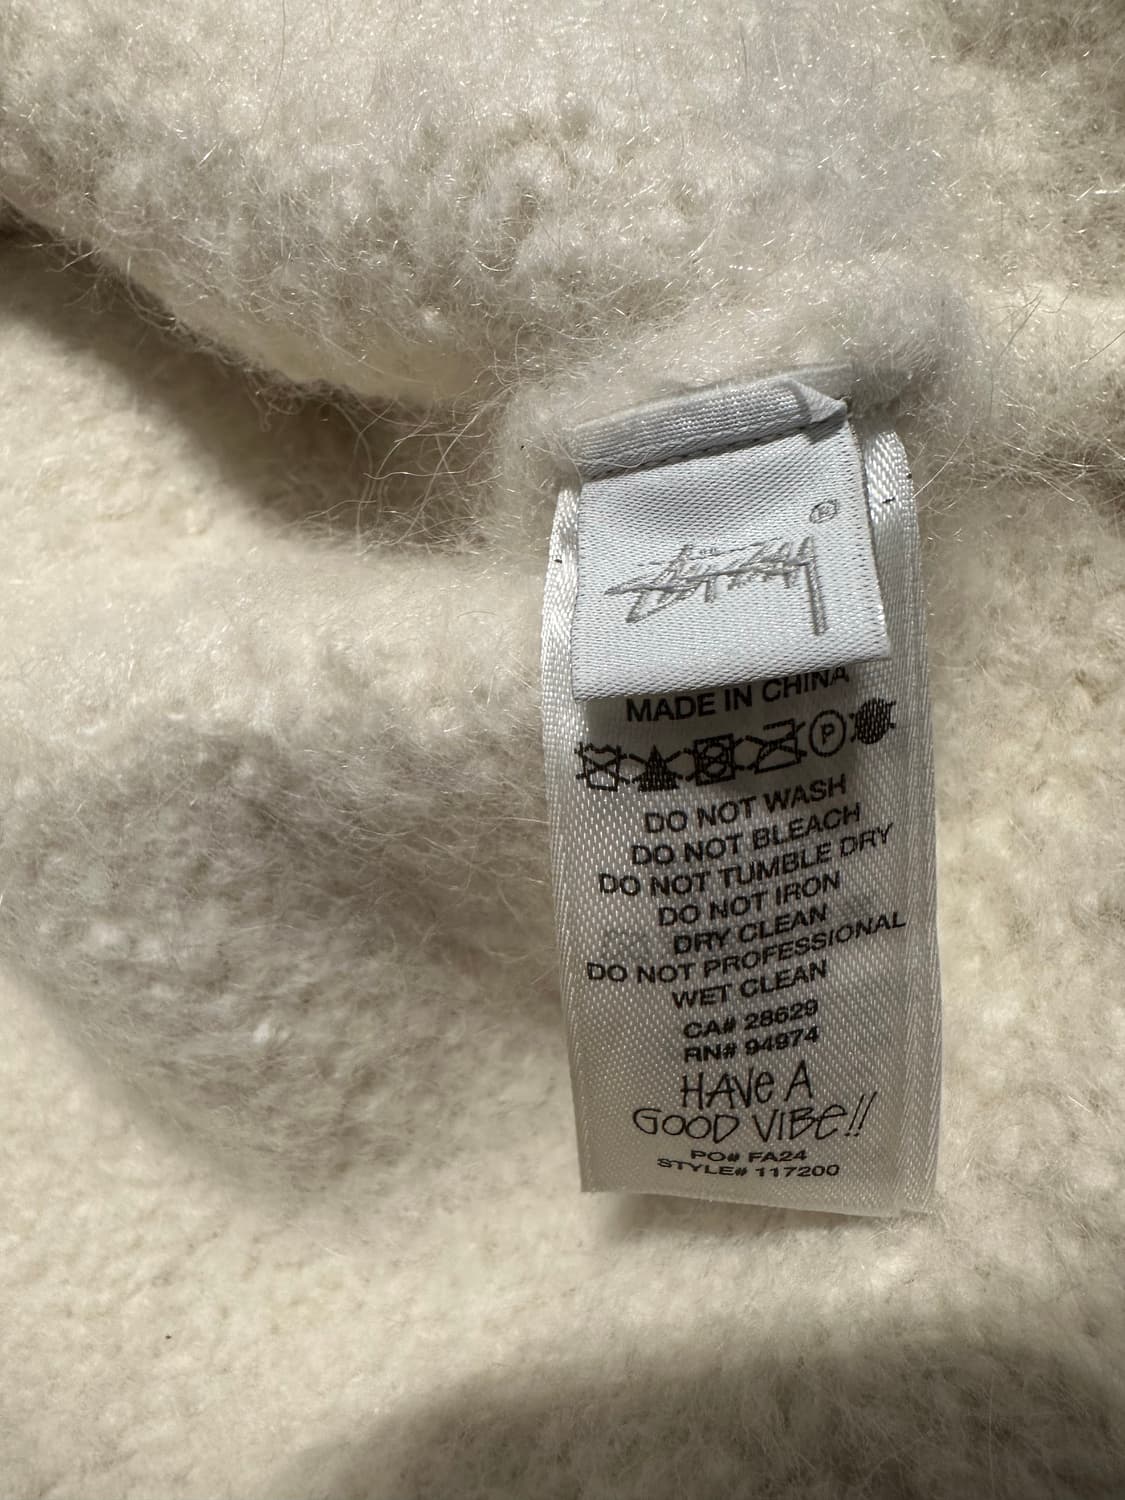 Stüssy ®
MADE IN CHINA
P
DO NOT WASH
DO NOT BLEACH
DO NOT TUMBLE DRY
DO NOT IRON
DRY CLEAN
DO NOT PROFESSIONAL
WET CLEAN
CA# 28629
RN# 94974
HAVE A
GOOD VIBE!!
PO# FA24
STYLE# 117200